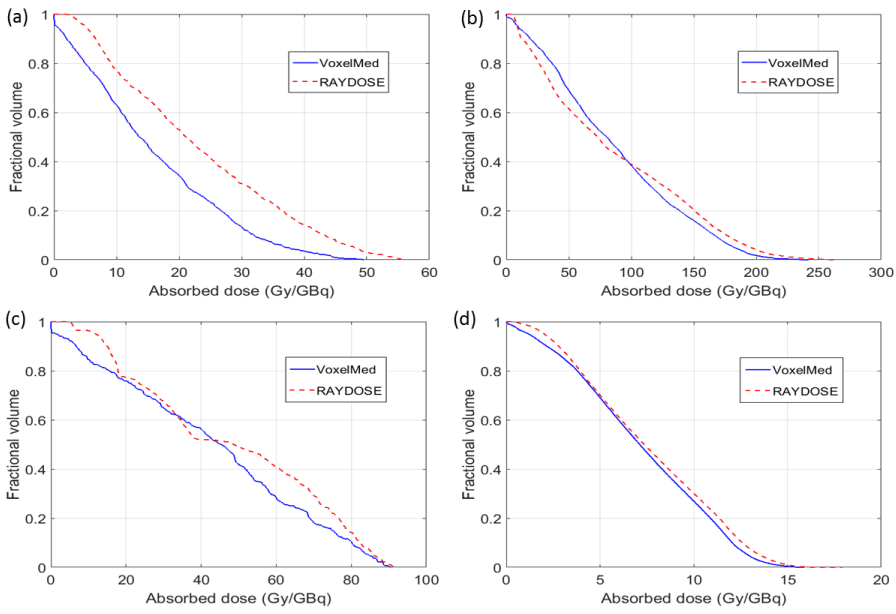 (a)
1
0.8
0.6
0.4
0.2
0
Fractional volume
VoxelMed
RAYDOSE
0 10 20 30 40 50 60
Absorbed dose (Gy/GBq)
(b)
1
0.8
0.6
0.4
0.2
0
Fractional volume
VoxelMed
RAYDOSE
0 50 100 150 200 250 300
Absorbed dose (Gy/GBq)
(c)
1
0.8
0.6
0.4
0.2
0
Fractional volume
VoxelMed
RAYDOSE
0 20 40 60 80 100
Absorbed dose (Gy/GBq)
(d)
1
0.8
0.6
0.4
0.2
0
Fractional volume
VoxelMed
RAYDOSE
0 5 10 15 20
Absorbed dose (Gy/GBq)